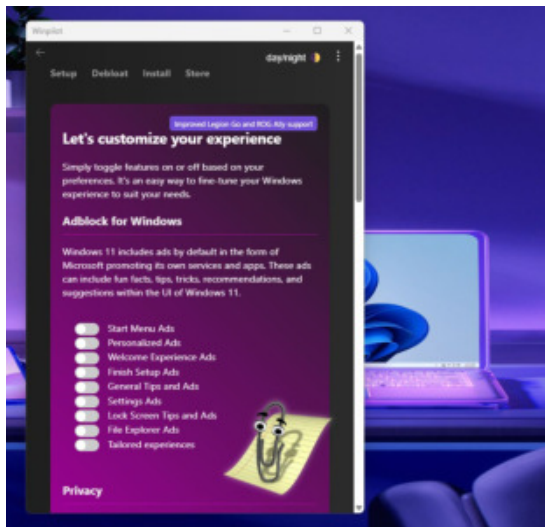 Winpilot
day/night
Setup Debloat Install Store
Improved Legion Go and ROG Ally support
Let's customize your experience
Simply toggle features on or off based on your
preferences. It's an easy way to fine-tune your Windows
experience to suit your needs.
Adblock for Windows
Windows 11 includes ads by default in the form of
Microsoft promoting its own services and apps. These ads
can include fun facts, tips, tricks, recommendations, and
suggestions within the UI of Windows 11.
Start Menu Ads
Personalized Ads
Welcome Experience Ads
Finish Setup Ads
General Tips and Ads
Settings Ads
Lock Screen Tips and Ads
File Explorer Ads
Tailored experiences
Privacy